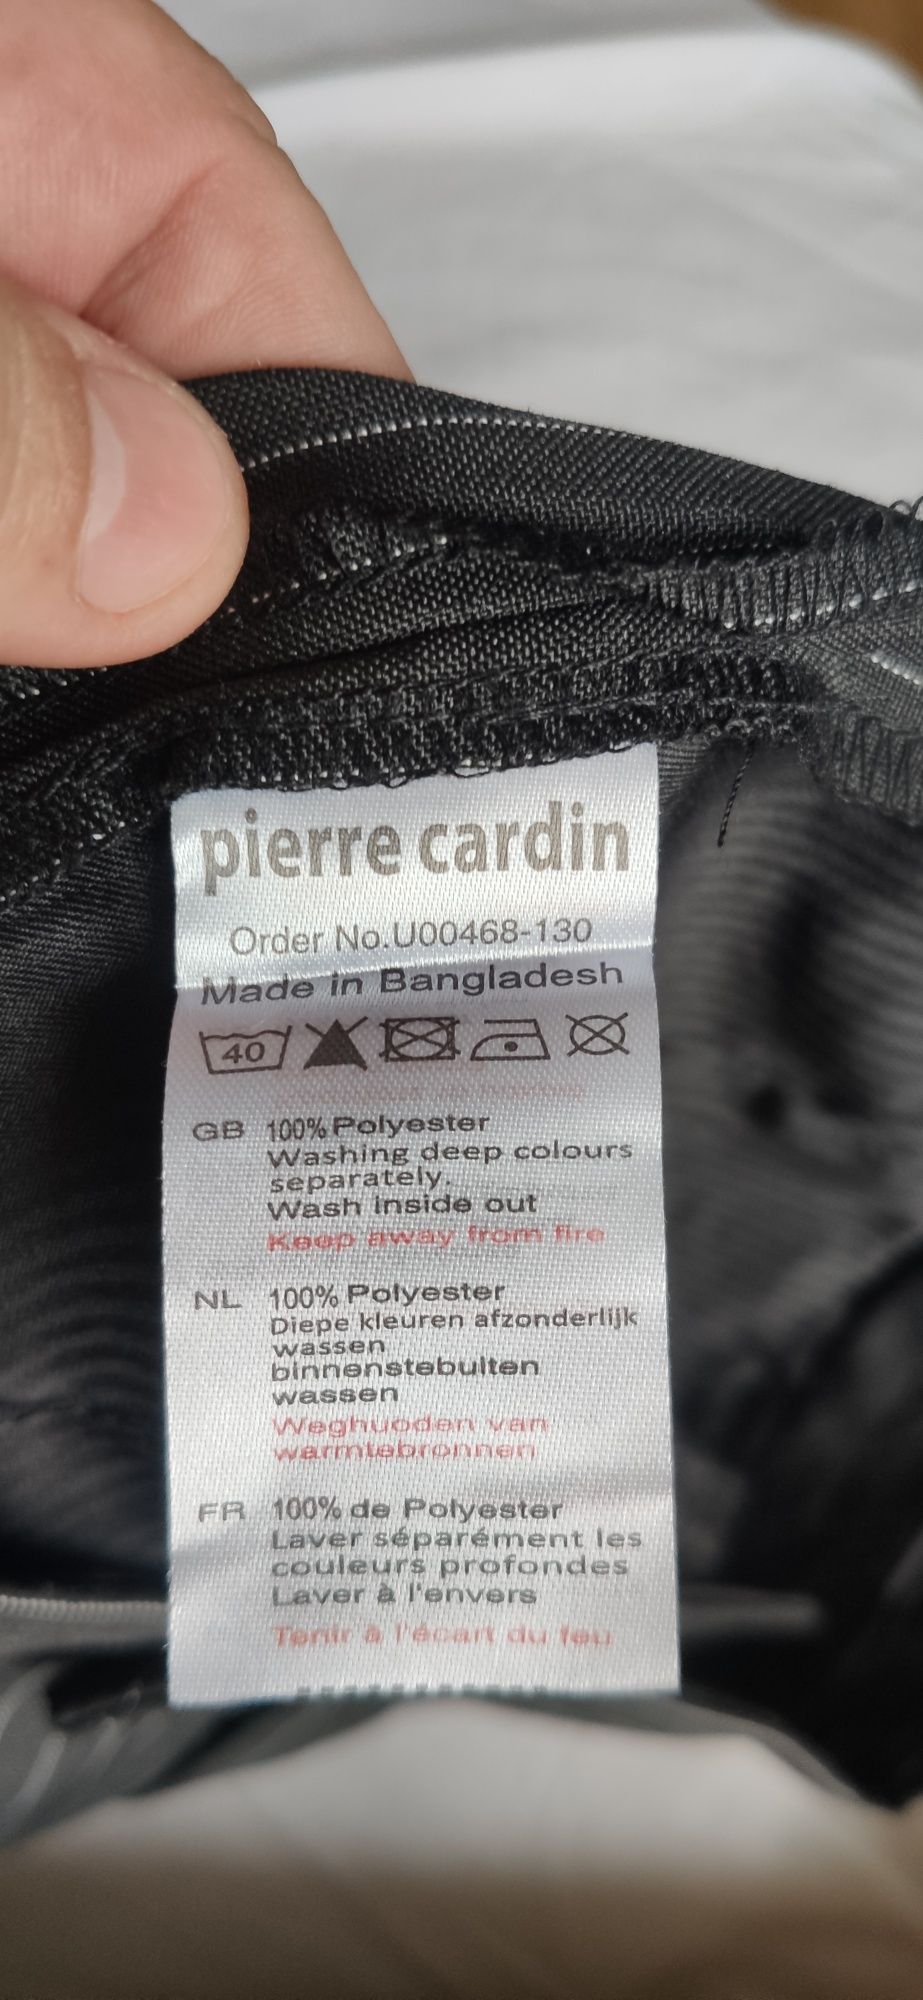 pierre cardin
Order No.U00468-130
Made in Bangladesh
40
GB 100% Polyester
Washing deep colours
separately.
Wash inside out
Keep away from fire
NL 100% Polyester
Diepe kleuren afzonderlijk
wassen
binnenstebuiten
wassen
Weghuoden van
warmtebronnen
FR 100% de Polyester
Laver séparément les
couleurs profondes
Laver à l'envers
Tenir à l'écart du feu